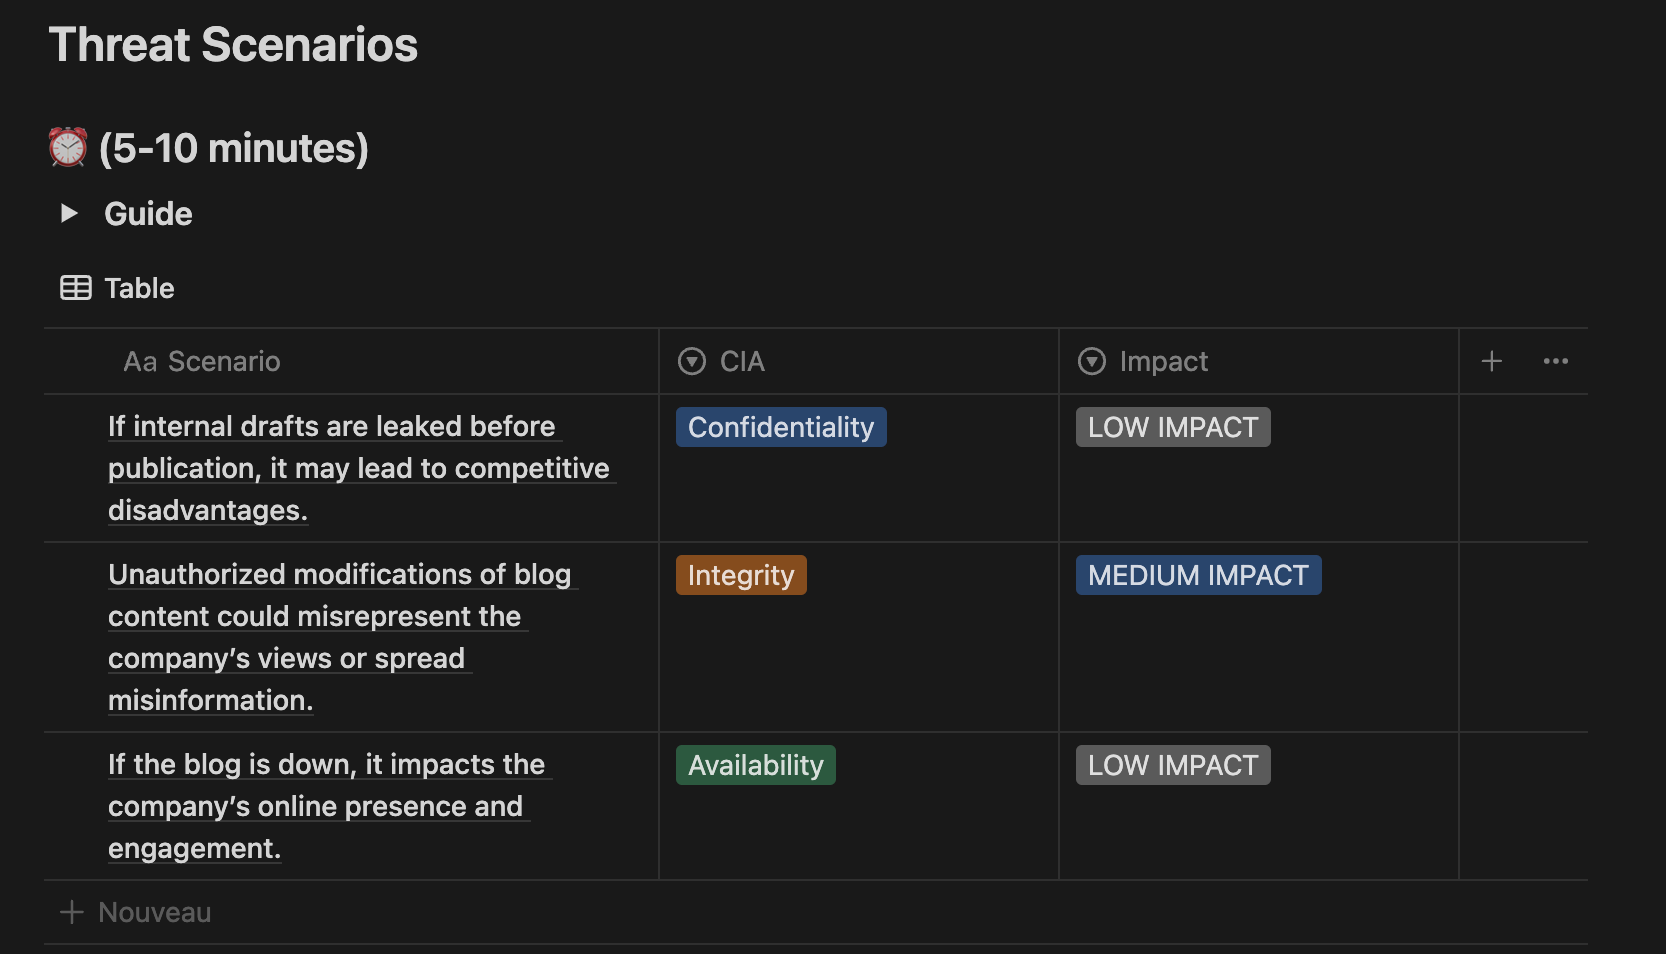 Threat Scenarios
⏰ (5-10 minutes)
▶ Guide
Table
Aa Scenario
CIA
Impact
+ •••
If internal drafts are leaked before
publication, it may lead to competitive
disadvantages.
Confidentiality
LOW IMPACT
Unauthorized modifications of blog
content could misrepresent the
company’s views or spread
misinformation.
Integrity
MEDIUM IMPACT
If the blog is down, it impacts the
company’s online presence and
engagement.
Availability
LOW IMPACT
+ Nouveau